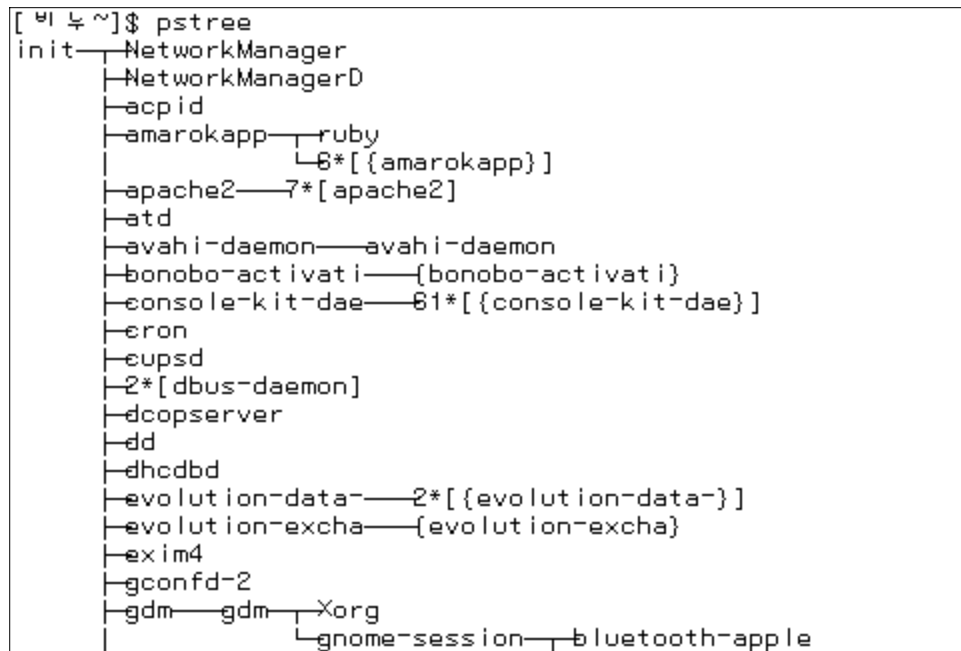 [ 비누 ~]$ pstree
init─┬─NetworkManager
     ├─NetworkManagerD
     ├─acpid
     ├─amarokapp─┬─ruby
     │           └─6*[{amarokapp}]
     ├─apache2───7*[apache2]
     ├─atd
     ├─avahi-daemon───avahi-daemon
     ├─bonobo-activati───{bonobo-activati}
     ├─console-kit-dae───61*[{console-kit-dae}]
     ├─cron
     ├─cupsd
     ├─2*[dbus-daemon]
     ├─dcopserver
     ├─dd
     ├─dhcdbd
     ├─evolution-data-───2*[{evolution-data-}]
     ├─evolution-excha───{evolution-excha}
     ├─exim4
     ├─gconfd-2
     ├─gdm───gdm─┬─Xorg
     │           └─gnome-session─┬─bluetooth-apple